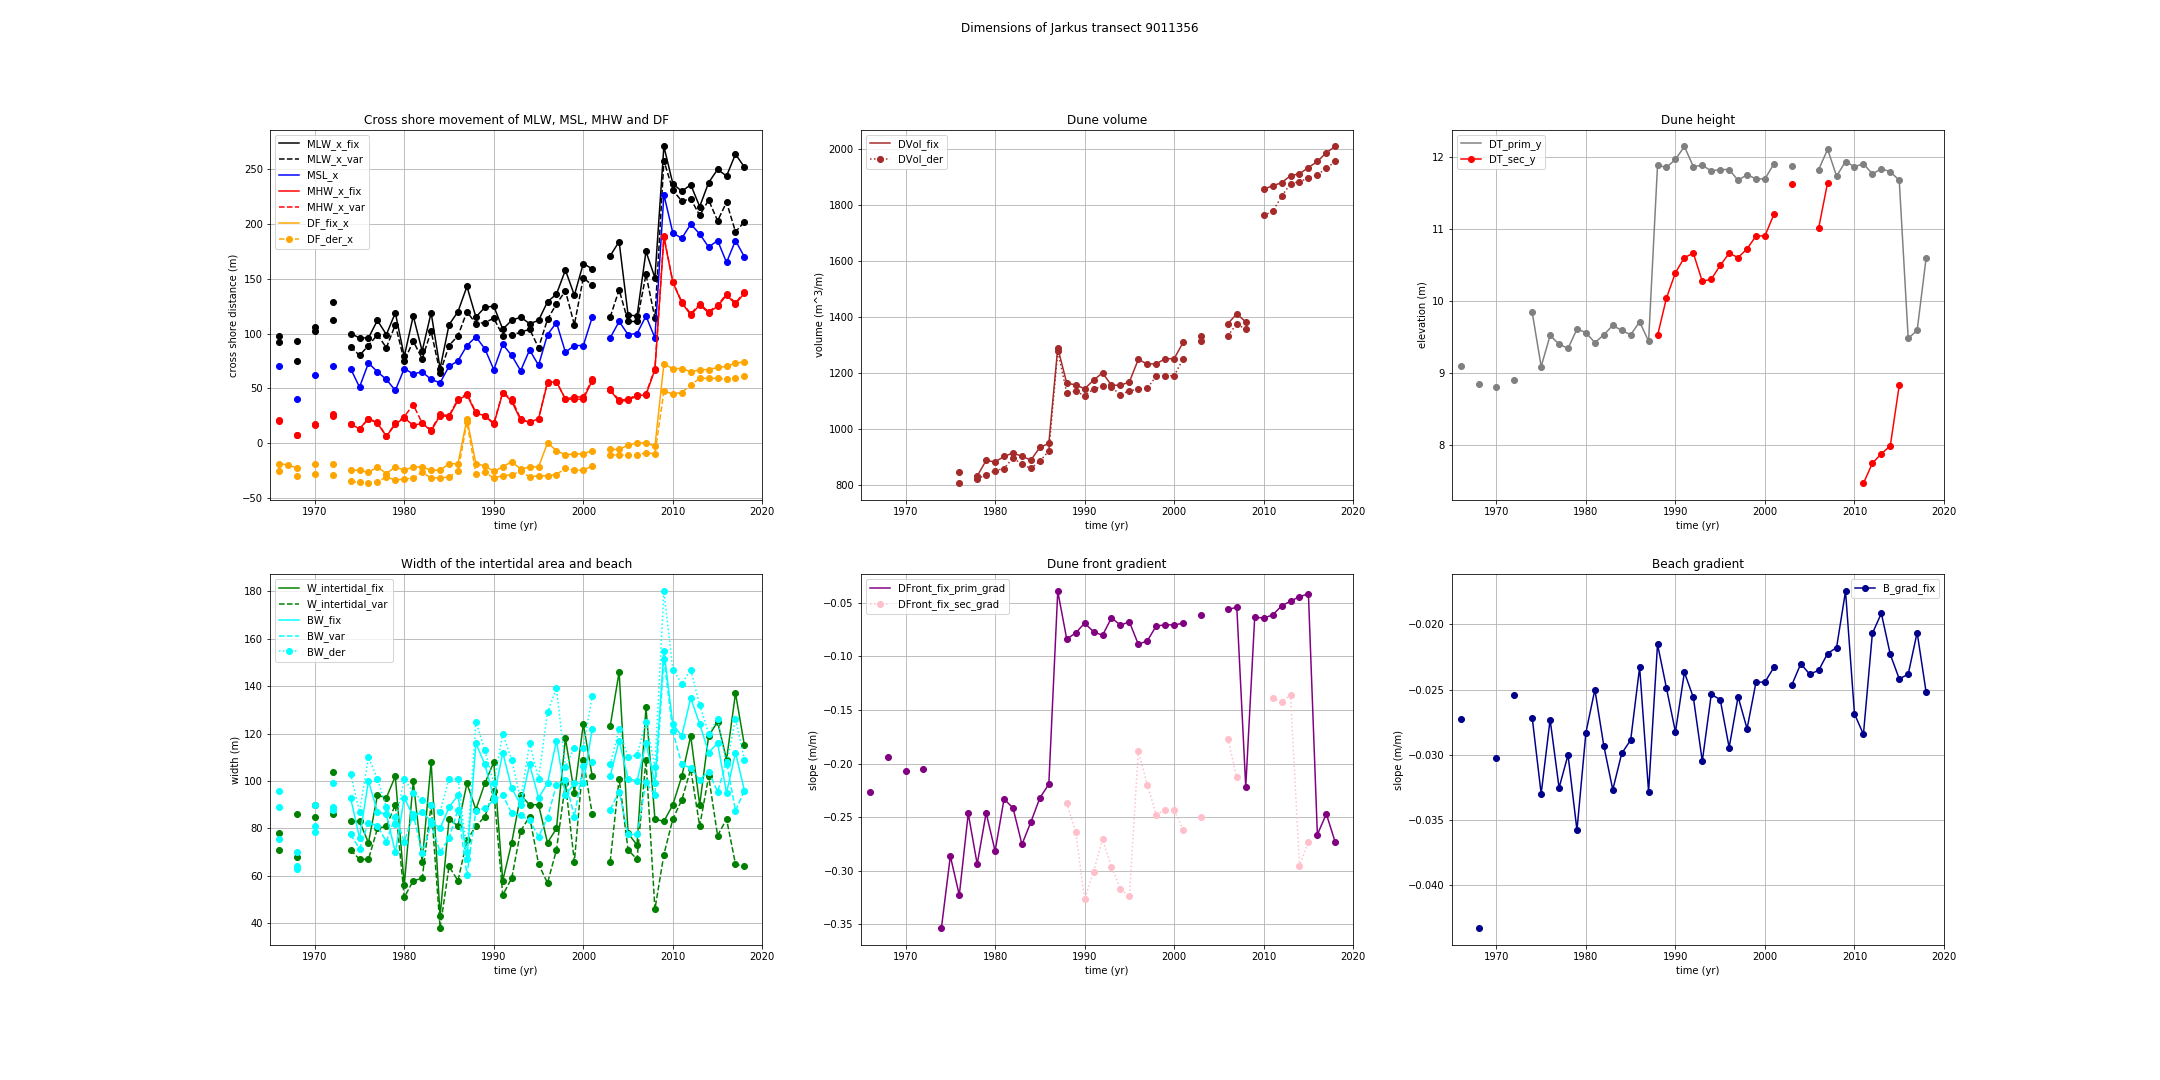 Dimensions of Jarkus transect 9011356
Cross shore movement of MLW, MSL, MHW and DF
MLW_x_fix
MLW_x_var
MSL_x
MHW_x_fix
MHW_x_var
DF_fix_x
DF_der_x
cross shore distance (m)
250
200
150
100
50
0
−50
1970 1980 1990 2000 2010 2020
time (yr)
Dune volume
DVol_fix
DVol_der
volume (m^3/m)
2000
1800
1600
1400
1200
1000
800
1970 1980 1990 2000 2010 2020
time (yr)
Dune height
DT_prim_y
DT_sec_y
elevation (m)
12
11
10
9
8
1970 1980 1990 2000 2010 2020
time (yr)
Width of the intertidal area and beach
W_intertidal_fix
W_intertidal_var
BW_fix
BW_var
BW_der
width (m)
180
160
140
120
100
80
60
40
1970 1980 1990 2000 2010 2020
time (yr)
Dune front gradient
DFront_fix_prim_grad
DFront_fix_sec_grad
slope (m/m)
−0.05
−0.10
−0.15
−0.20
−0.25
−0.30
−0.35
1970 1980 1990 2000 2010 2020
time (yr)
Beach gradient
B_grad_fix
slope (m/m)
−0.020
−0.025
−0.030
−0.035
−0.040
1970 1980 1990 2000 2010 2020
time (yr)